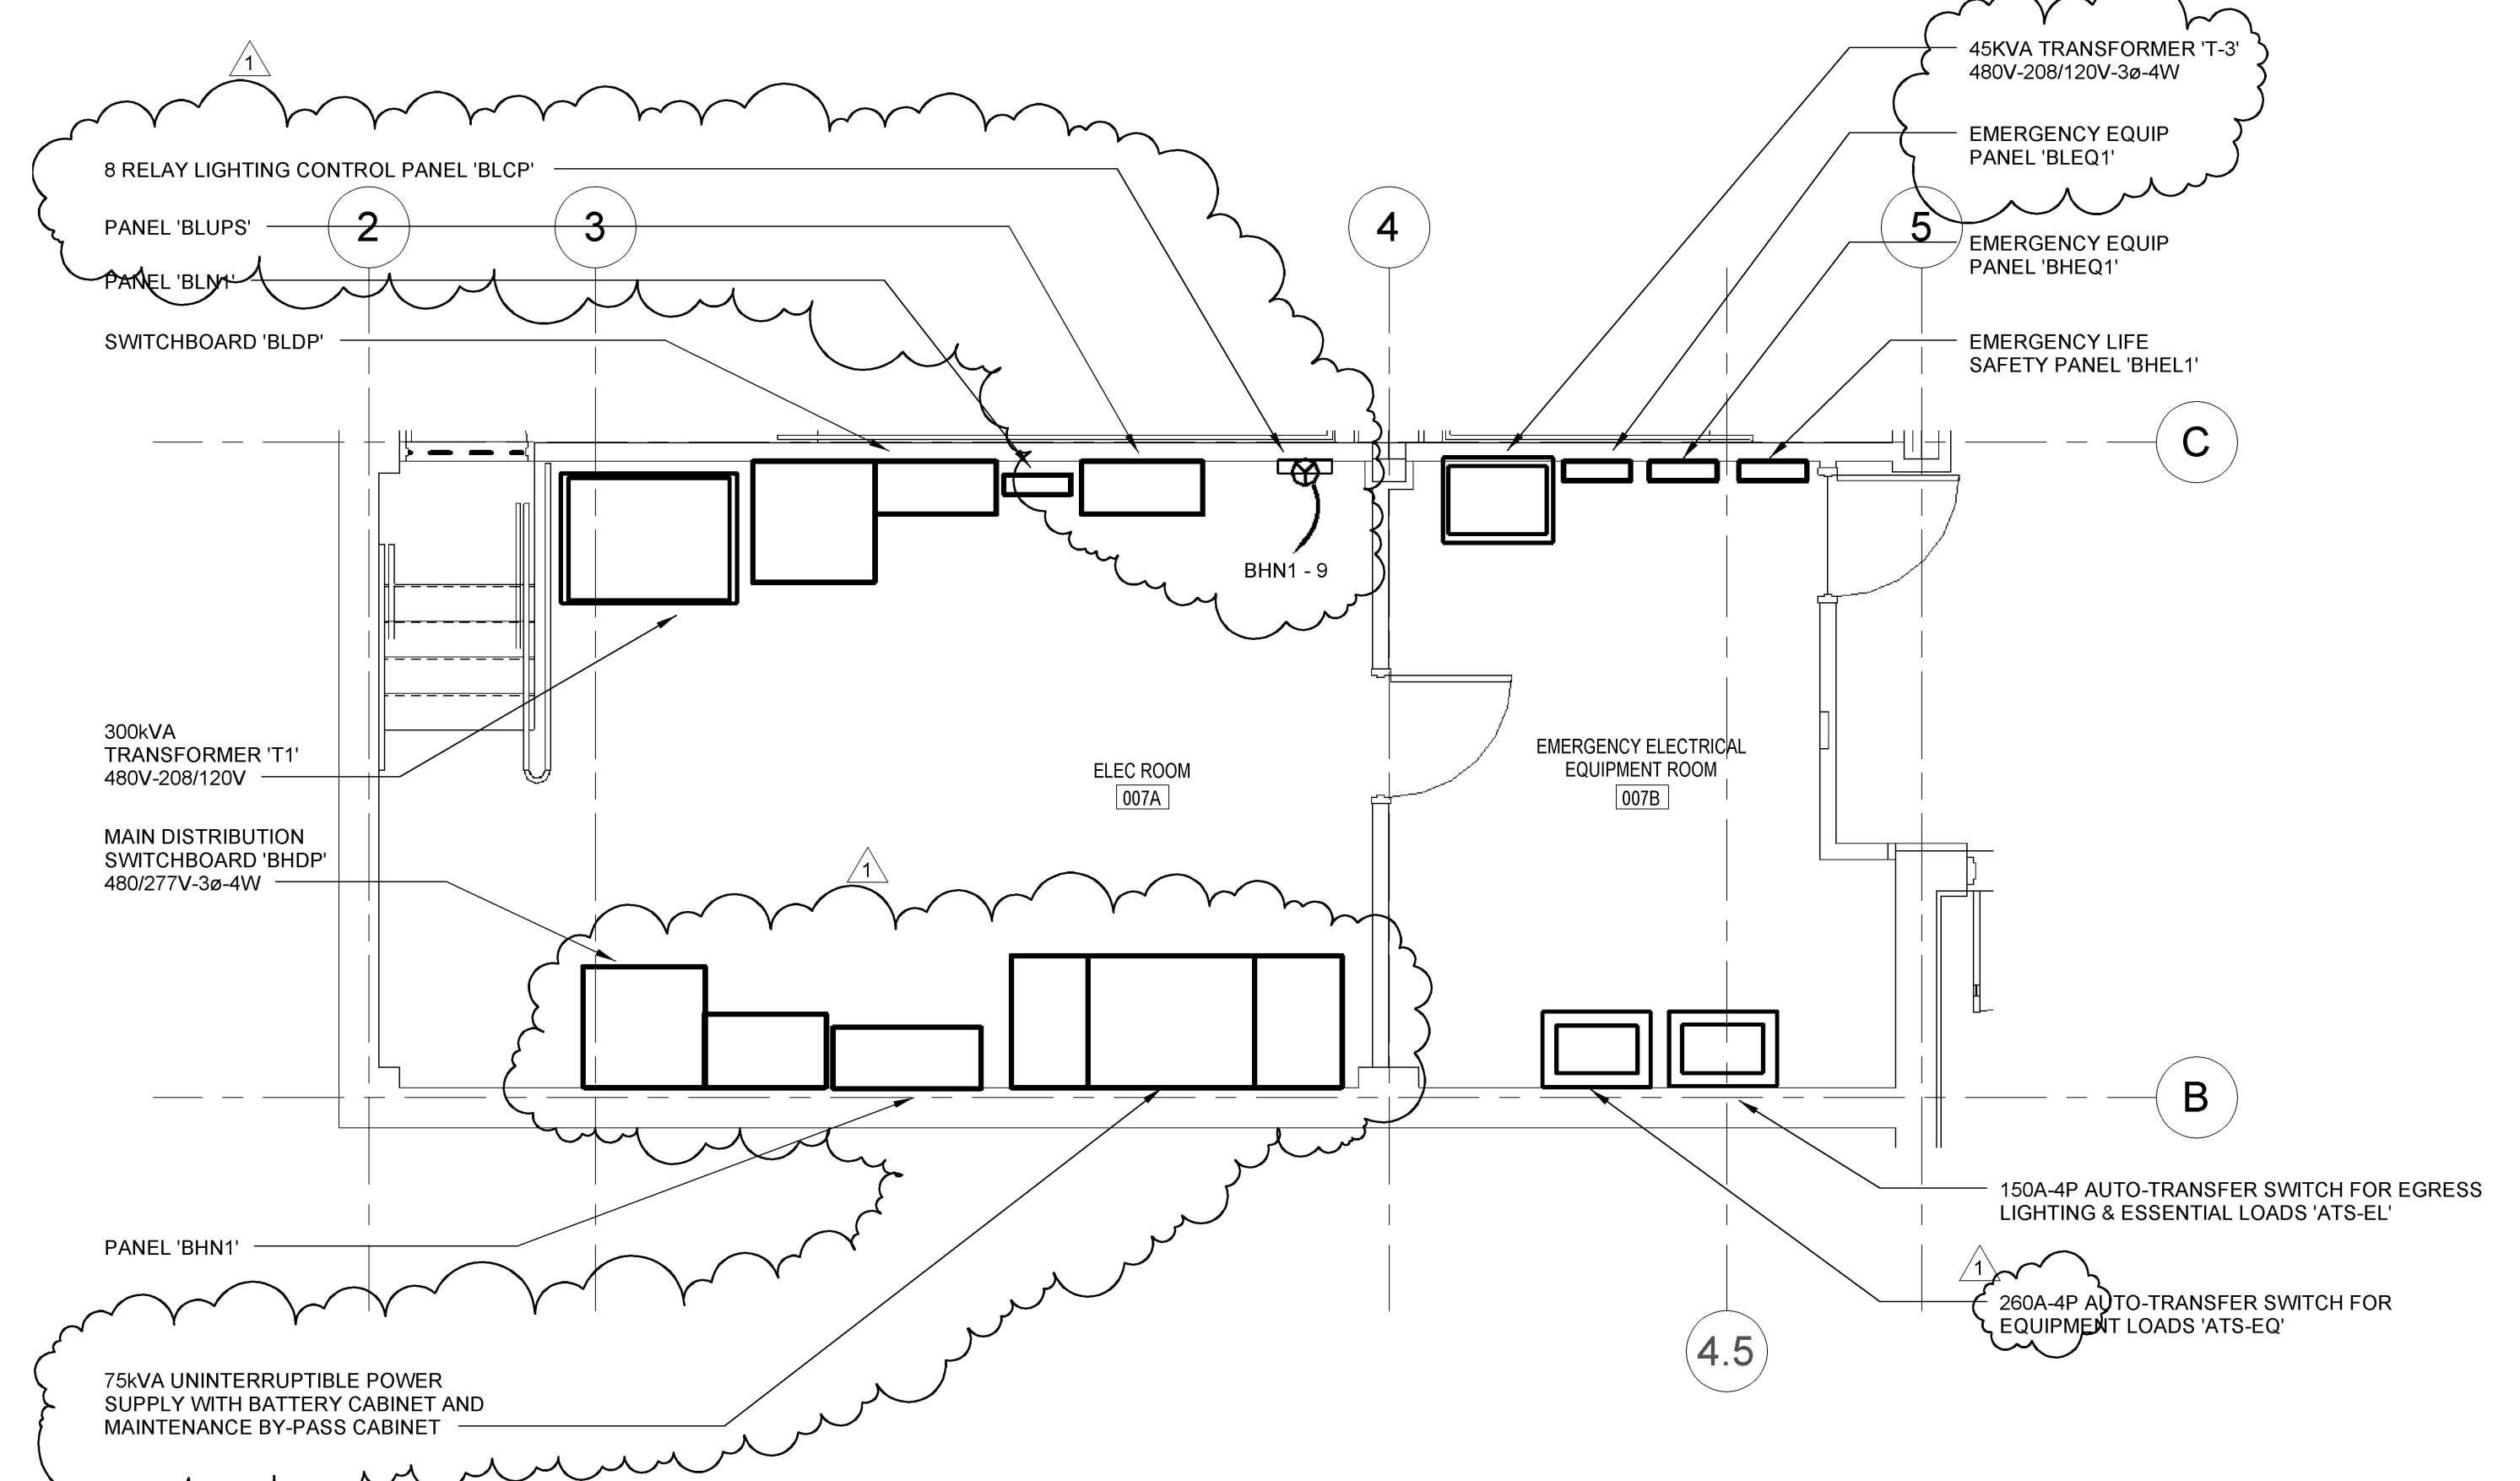 1
45KVA TRANSFORMER 'T-3'
480V-208/120V-3ø-4W
EMERGENCY EQUIP
PANEL 'BLEQ1'
8 RELAY LIGHTING CONTROL PANEL 'BLCP'
PANEL 'BLUPS'
2
3
4
5
EMERGENCY EQUIP
PANEL 'BHEQ1'
PANEL 'BLN1'
SWITCHBOARD 'BLDP'
EMERGENCY LIFE
SAFETY PANEL 'BHEL1'
C
BHN1 - 9
300kVA
TRANSFORMER 'T1'
480V-208/120V
ELEC ROOM
007A
EMERGENCY ELECTRICAL
EQUIPMENT ROOM
007B
MAIN DISTRIBUTION
SWITCHBOARD 'BHDP'
480/277V-3ø-4W
1
B
150A-4P AUTO-TRANSFER SWITCH FOR EGRESS
LIGHTING & ESSENTIAL LOADS 'ATS-EL'
PANEL 'BHN1'
1
260A-4P AUTO-TRANSFER SWITCH FOR
EQUIPMENT LOADS 'ATS-EQ'
4.5
75kVA UNINTERRUPTIBLE POWER
SUPPLY WITH BATTERY CABINET AND
MAINTENANCE BY-PASS CABINET